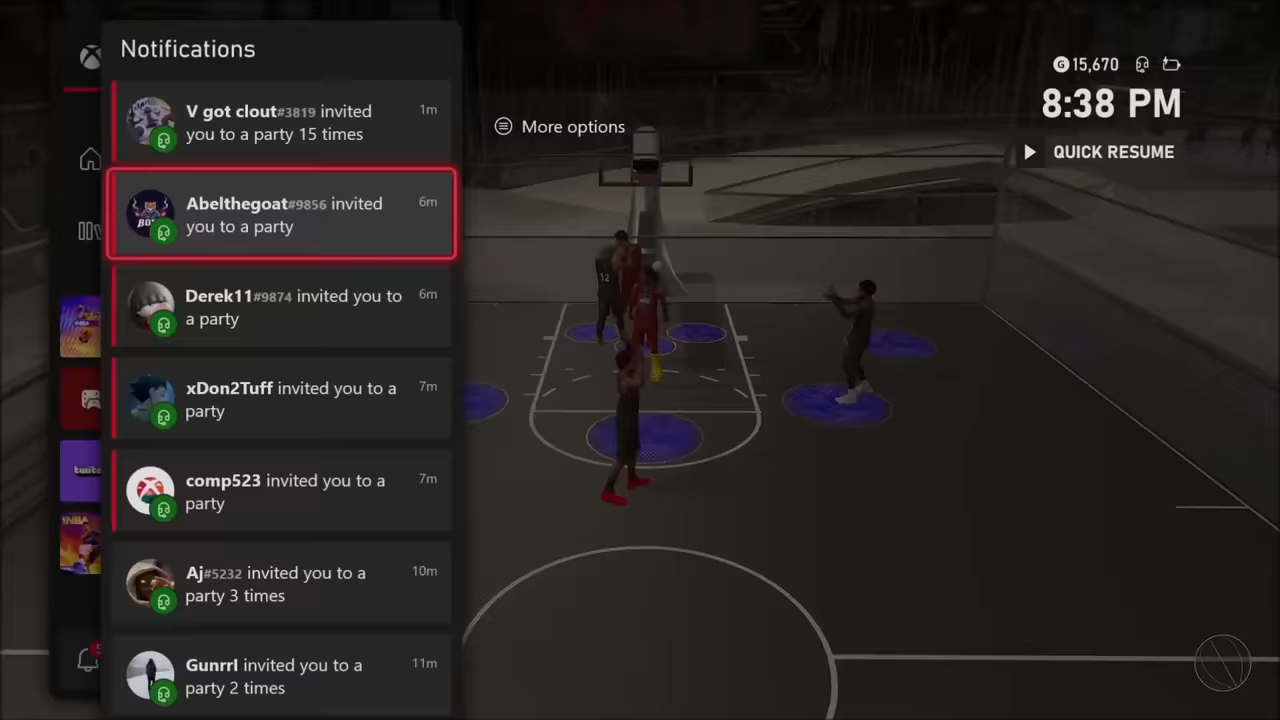 Notifications
V got clout#3819 invited 1m
you to a party 15 times
Abelthegoat#9856 invited 6m
you to a party
Derek11#9874 invited you to 6m
a party
xDon2Tuff invited you to a 7m
party
comp523 invited you to a 7m
party
Aj#5232 invited you to a 10m
party 3 times
Gunrrl invited you to a 11m
party 2 times
More options
G 15,670
8:38 PM
QUICK RESUME
12
NBA